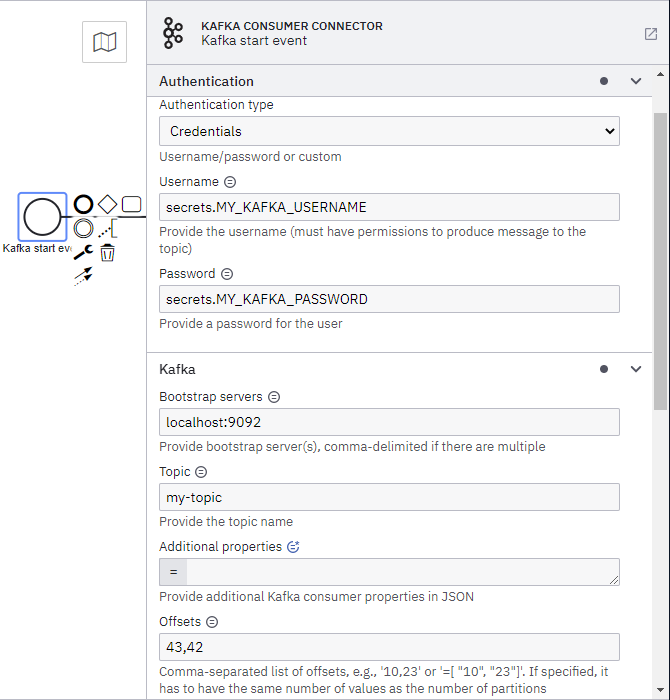 KAFKA CONSUMER CONNECTOR
Kafka start event
Authentication
Authentication type
Credentials
Username/password or custom
Username
secrets.MY_KAFKA_USERNAME
Provide the username (must have permissions to produce message to the
topic)
Password
secrets.MY_KAFKA_PASSWORD
Provide a password for the user
Kafka start eve
Kafka
Bootstrap servers
localhost:9092
Provide bootstrap server(s), comma-delimited if there are multiple
Topic
my-topic
Provide the topic name
Additional properties
=
Provide additional Kafka consumer properties in JSON
Offsets
43,42
Comma-separated list of offsets, e.g., '10,23' or '=[ "10", "23"]'. If specified, it
has to have the same number of values as the number of partitions